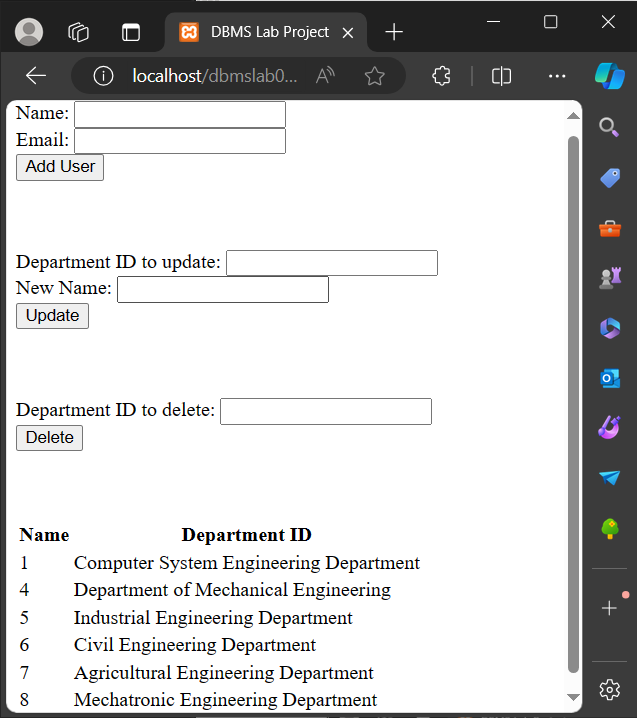 DBMS Lab Project
localhost/dbmslab0...
Name:
Email:
Add User
Department ID to update:
New Name:
Update
Department ID to delete:
Delete
Name Department ID
1 Computer System Engineering Department
4 Department of Mechanical Engineering
5 Industrial Engineering Department
6 Civil Engineering Department
7 Agricultural Engineering Department
8 Mechatronic Engineering Department